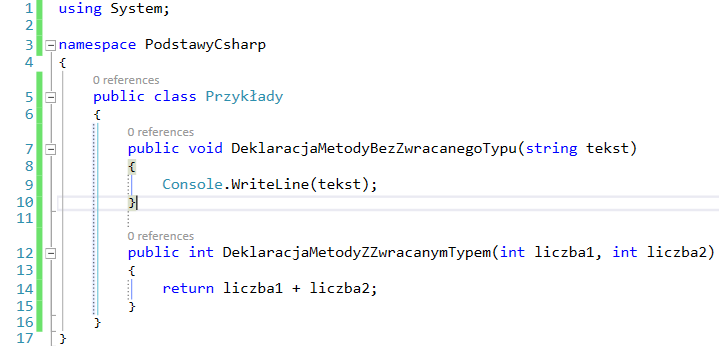 1 using System;
2
3 namespace PodstawyCsharp
4 {
0 references
5 public class Przykłady
6 {
0 references
7 public void DeklaracjaMetodyBezZwracanegoTypu(string tekst)
8 {
9 Console.WriteLine(tekst);
10 }
11
0 references
12 public int DeklaracjaMetodyZZwracanymTypem(int liczba1, int liczba2)
13 {
14 return liczba1 + liczba2;
15 }
16 }
17 }